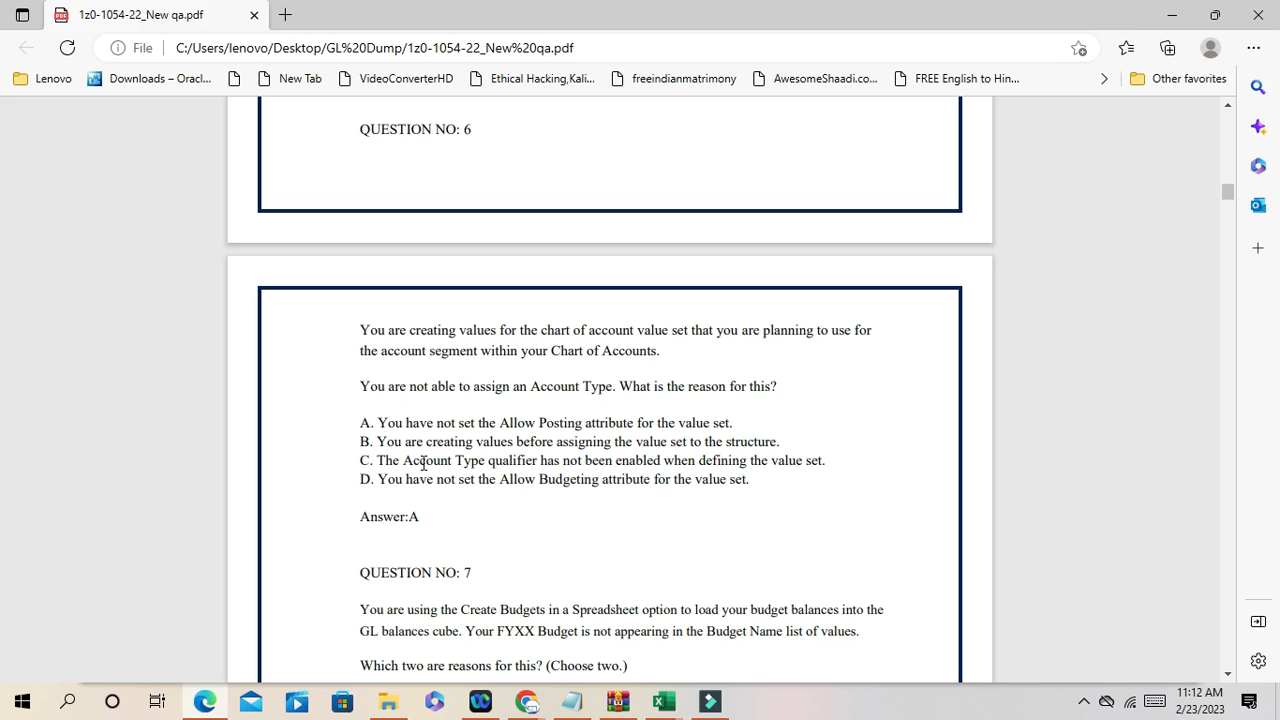 1z0-1054-22_New qa.pdf
File
C:/Users/lenovo/Desktop/GL%20Dump/1z0-1054-22_New%20qa.pdf
Lenovo
Downloads – Oracl...
New Tab
VideoConverterHD
Ethical Hacking,Kali...
freeindianmatrimony
AwesomeShaadi.co...
FREE English to Hin...
Other favorites
QUESTION NO: 6
You are creating values for the chart of account value set that you are planning to use for
the account segment within your Chart of Accounts.
You are not able to assign an Account Type. What is the reason for this?
A. You have not set the Allow Posting attribute for the value set.
B. You are creating values before assigning the value set to the structure.
C. The Account Type qualifier has not been enabled when defining the value set.
D. You have not set the Allow Budgeting attribute for the value set.
Answer:A
QUESTION NO: 7
You are using the Create Budgets in a Spreadsheet option to load your budget balances into the
GL balances cube. Your FYXX Budget is not appearing in the Budget Name list of values.
Which two are reasons for this? (Choose two.)
11:12 AM
2/23/2023